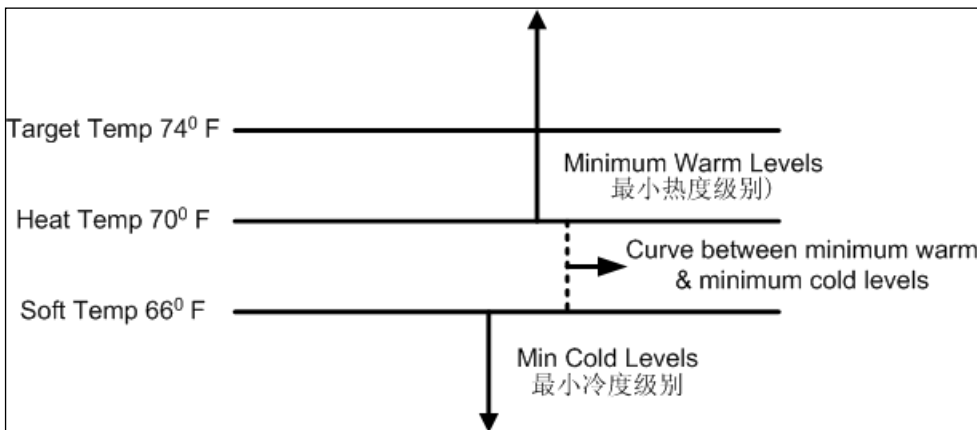 Target Temp 74⁰ F
Minimum Warm Levels
最小热度级别)
Heat Temp 70⁰ F
Curve between minimum warm
& minimum cold levels
Soft Temp 66⁰ F
Min Cold Levels
最小冷度级别